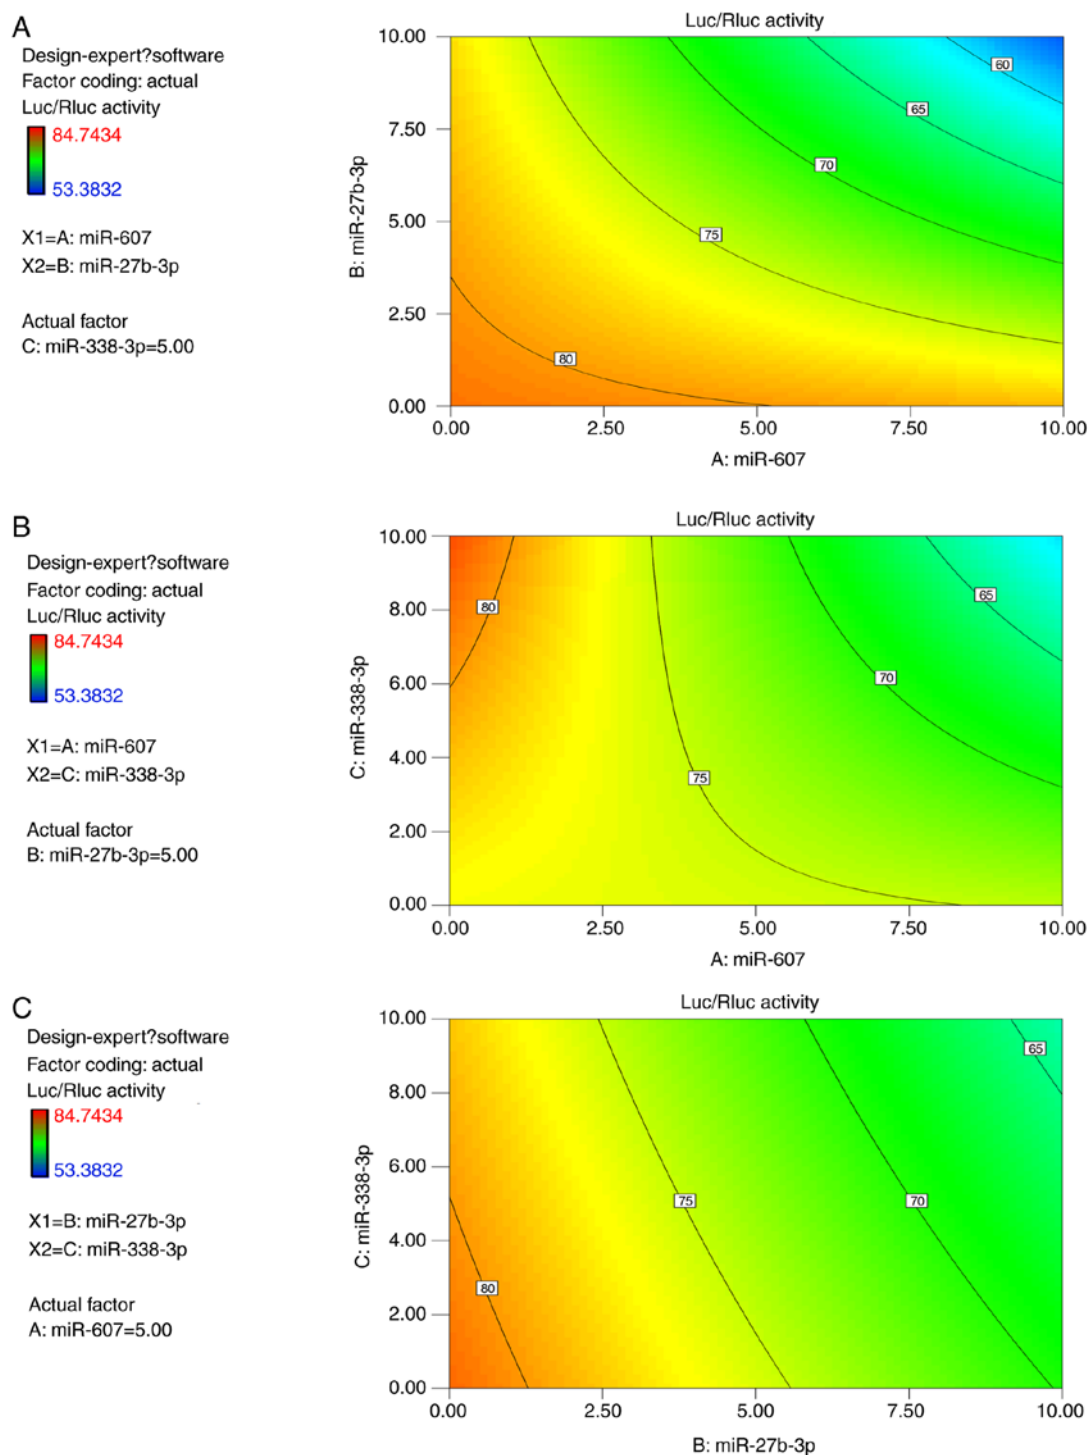 A
Design-expert?software
Factor coding: actual
Luc/Rluc activity
84.7434
53.3832
X1=A: miR-607
X2=B: miR-27b-3p
Actual factor
C: miR-338-3p=5.00
Luc/Rluc activity
10.00
7.50
5.00
2.50
0.00
B: miR-27b-3p
60
65
70
75
80
0.00 2.50 5.00 7.50 10.00
A: miR-607
B
Design-expert?software
Factor coding: actual
Luc/Rluc activity
84.7434
53.3832
X1=A: miR-607
X2=C: miR-338-3p
Actual factor
B: miR-27b-3p=5.00
Luc/Rluc activity
10.00
8.00
6.00
4.00
2.00
0.00
C: miR-338-3p
80
65
70
75
0.00 2.50 5.00 7.50 10.00
A: miR-607
C
Design-expert?software
Factor coding: actual
Luc/Rluc activity
84.7434
53.3832
X1=B: miR-27b-3p
X2=C: miR-338-3p
Actual factor
A: miR-607=5.00
Luc/Rluc activity
10.00
8.00
6.00
4.00
2.00
0.00
C: miR-338-3p
65
75
70
80
0.00 2.50 5.00 7.50 10.00
B: miR-27b-3p